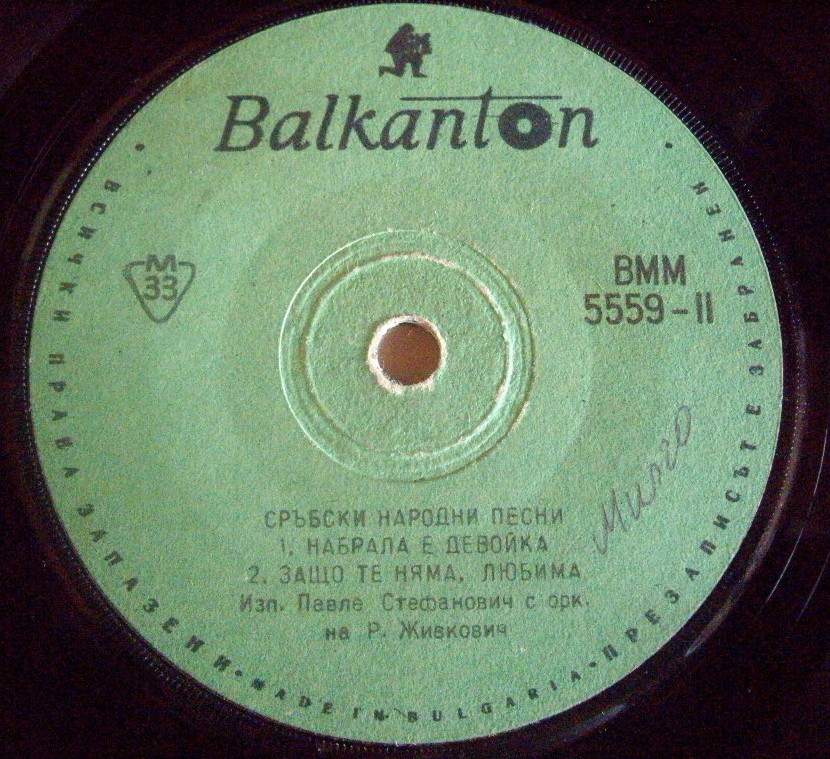 Balkanton
M
33
ВММ
5559-II
СРЪБСКИ НАРОДНИ ПЕСНИ
1. НАБРАЛА Е ДЕВОЙКА
2. ЗАЩО ТЕ НЯМА, ЛЮБИМА
Изп. Павле Стефанович с орк.
на Р. Живкович
• ВСИЧКИ ПРАВА ЗАПАЗЕНИ • MADE IN BULGARIA • ПРЕЗАПИСЪТ Е ЗАБРАНЕН •